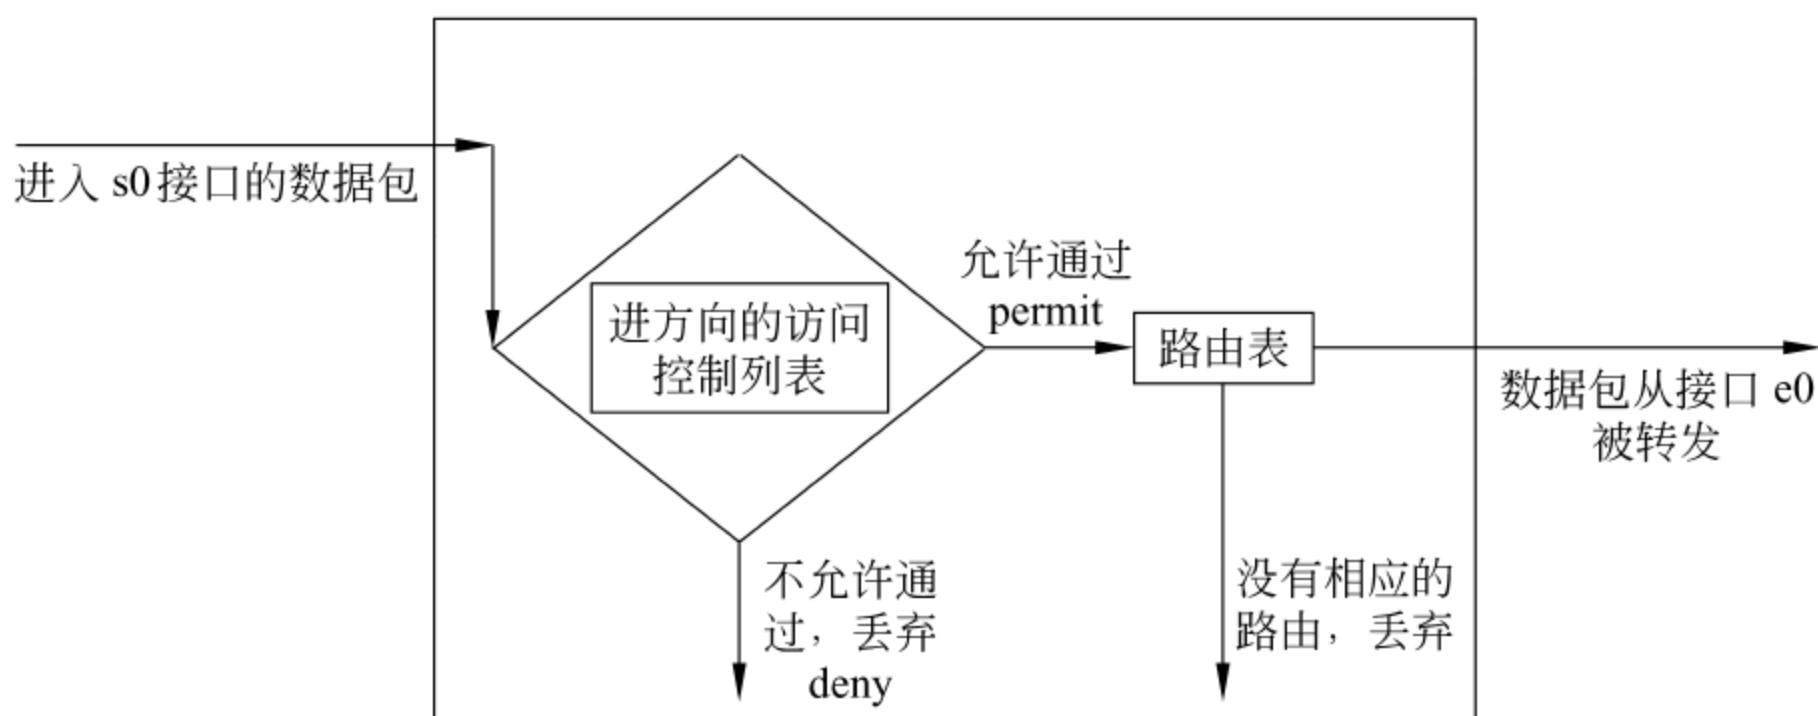 进入 s0接口的数据包
进方向的访问
控制列表
允许通过
permit
路由表
数据包从接口 e0
被转发
不允许通
过，丢弃
deny
没有相应的
路由，丢弃